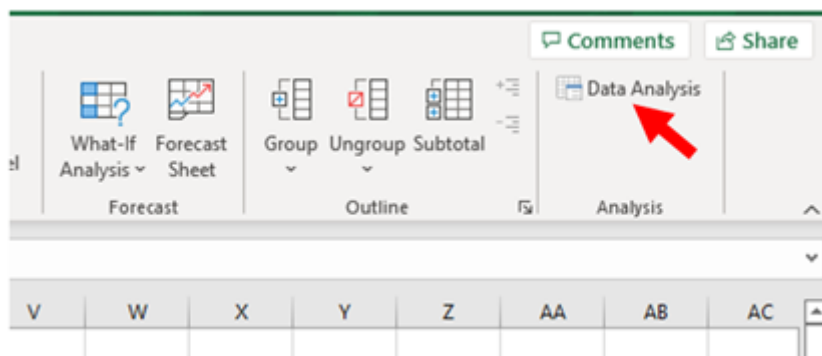 Comments Share
Data Analysis
What-If Forecast Group Ungroup Subtotal
Analysis Sheet
Forecast Outline Analysis
V W X Y Z AA AB AC